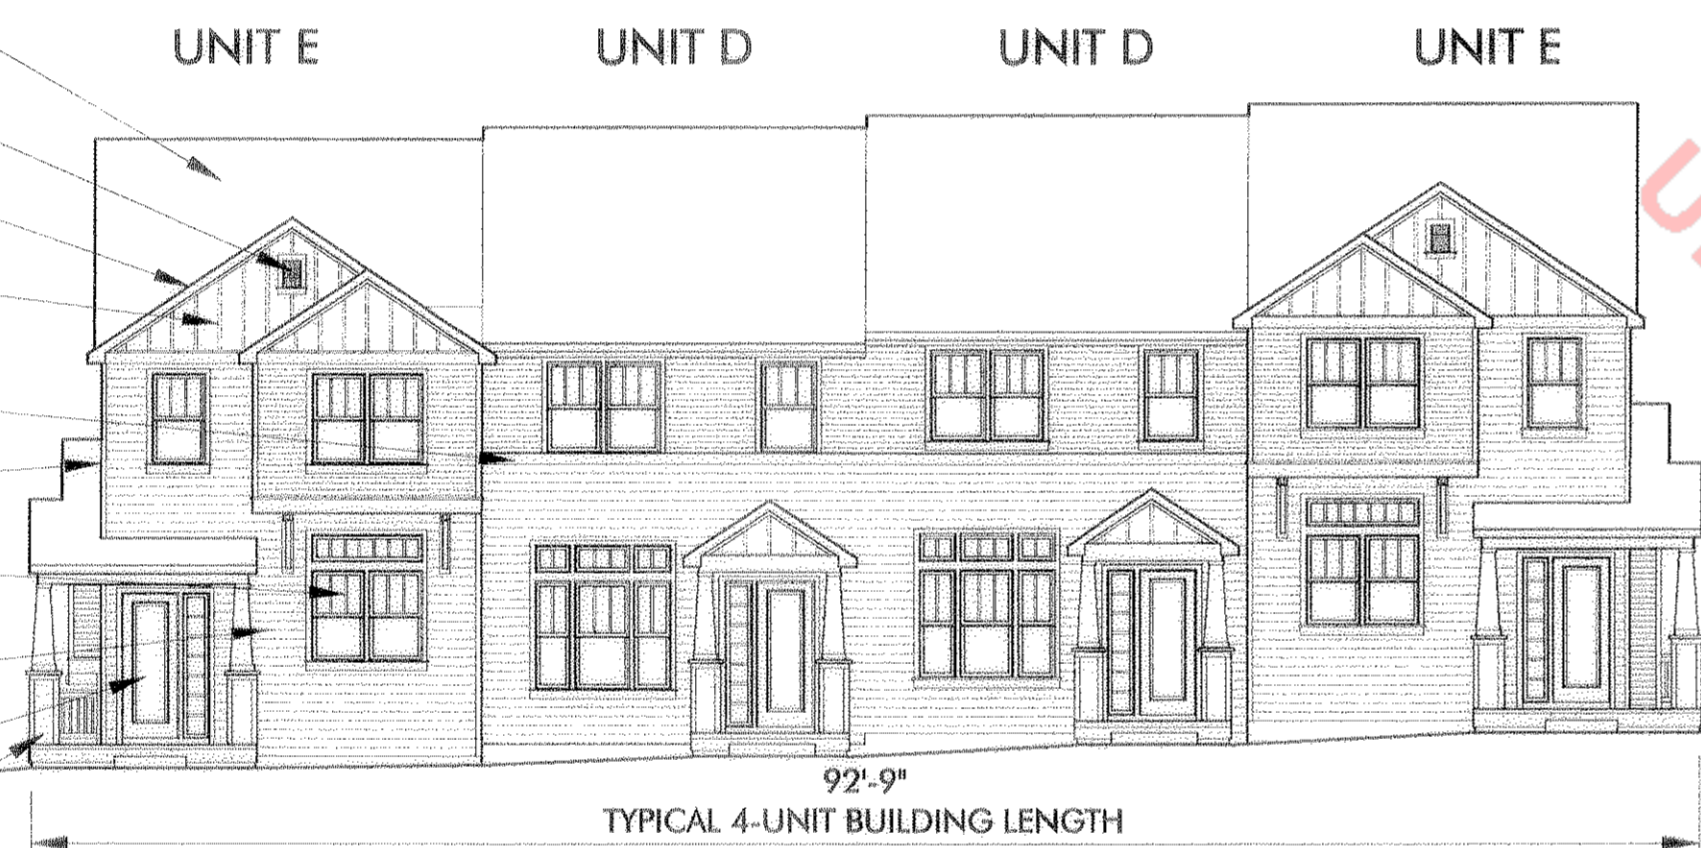 UNIT E UNIT D UNIT D UNIT E
92'-9"
TYPICAL 4-UNIT BUILDING LENGTH